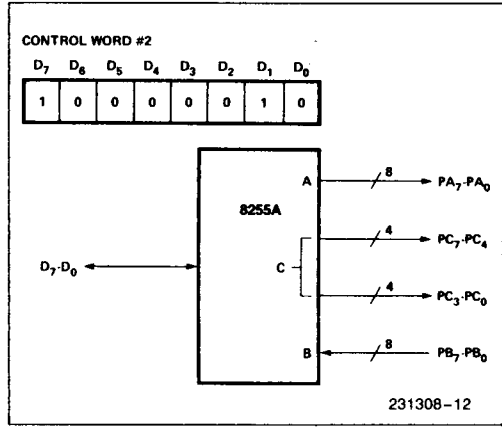 CONTROL WORD #2
D7 D6 D5 D4 D3 D2 D1 D0
1 0 0 0 0 0 1 0
A 8 PA7-PA0
8255A
4 PC7-PC4
D7-D0 C
4 PC3-PC0
B 8 PB7-PB0
231308-12